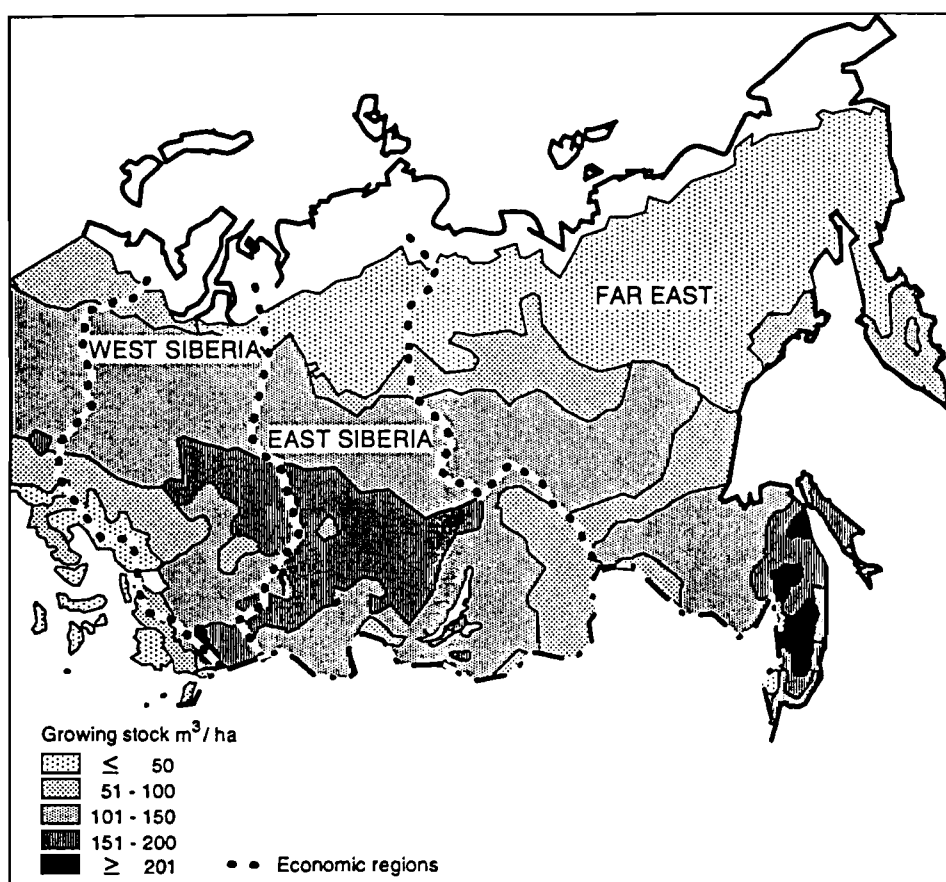 FAR EAST
WEST SIBERIA
EAST SIBERIA
Growing stock m³/ ha
≤ 50
51 - 100
101 - 150
151 - 200
≥ 201
Economic regions